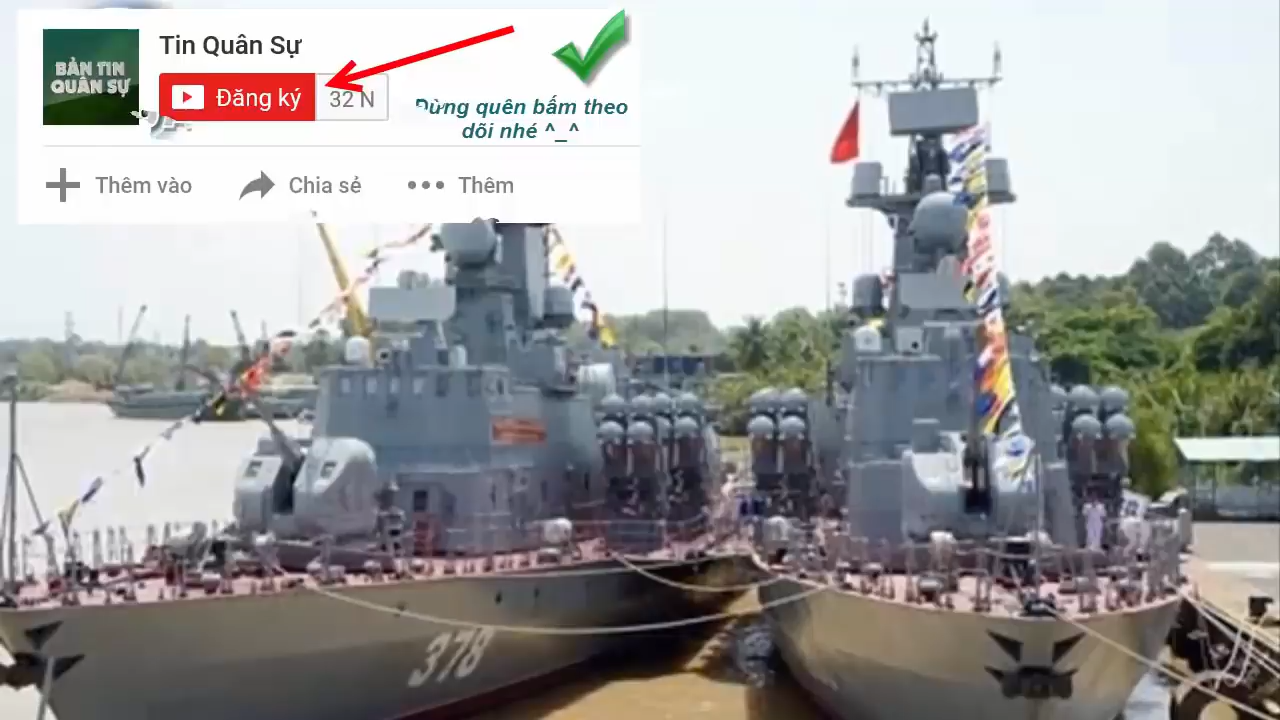 BẢN TIN
QUÂN SỰ
Tin Quân Sự
Đăng ký
32 N
Đừng quên bấm theo
dõi nhé ^_^
Thêm vào
Chia sẻ
Thêm
378